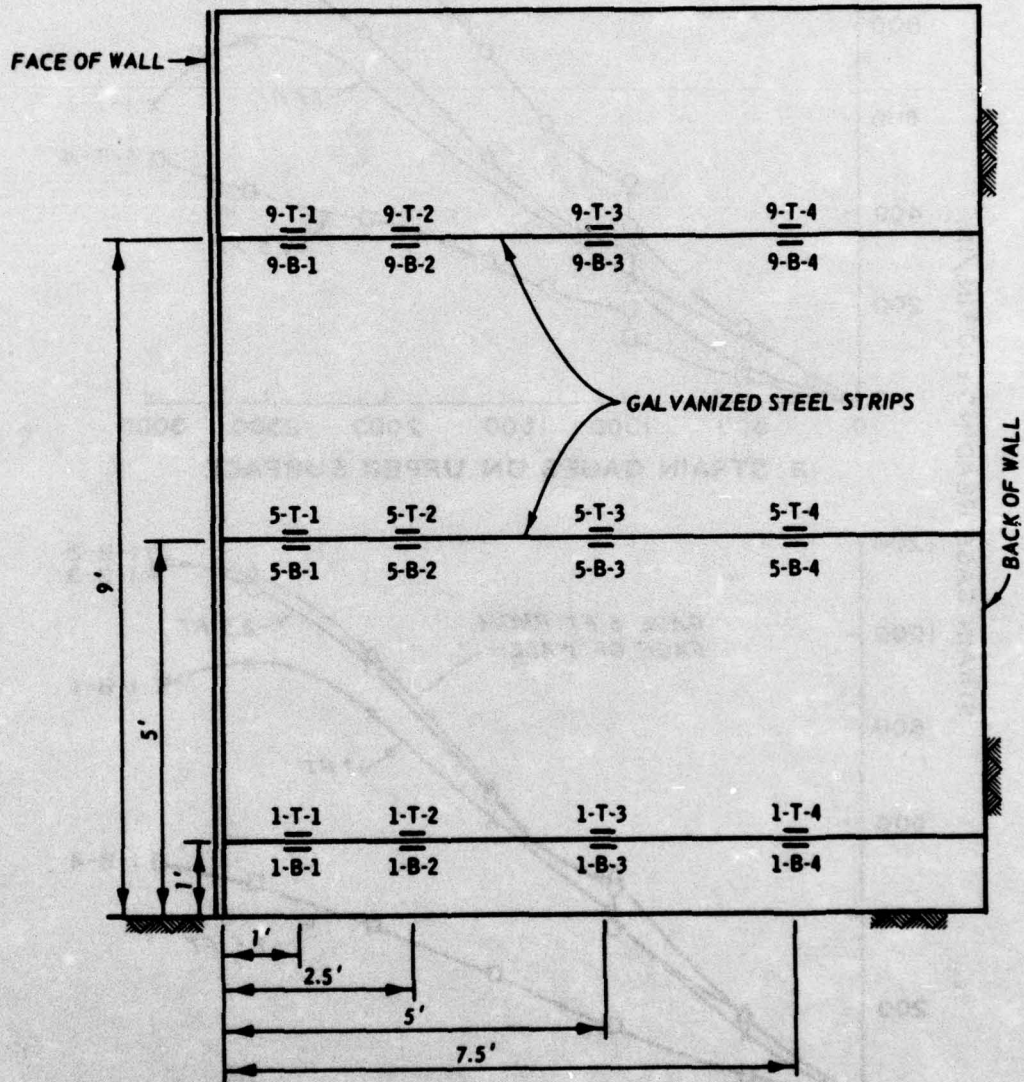 FACE OF WALL
9-T-1 9-T-2 9-T-3 9-T-4
9-B-1 9-B-2 9-B-3 9-B-4
GALVANIZED STEEL STRIPS
9'
5-T-1 5-T-2 5-T-3 5-T-4
5-B-1 5-B-2 5-B-3 5-B-4
BACK OF WALL
5'
1-T-1 1-T-2 1-T-3 1-T-4
1-B-1 1-B-2 1-B-3 1-B-4
1'
1'
2.5'
5'
7.5'